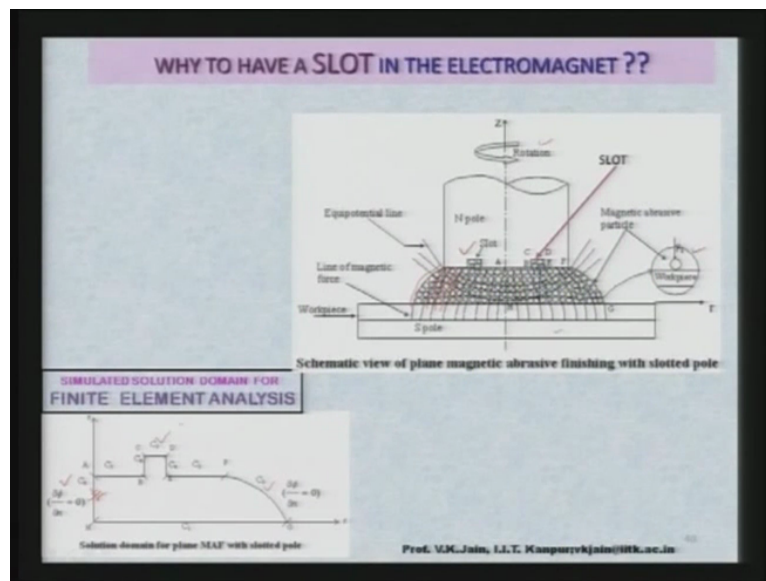 WHY TO HAVE A SLOT IN THE ELECTROMAGNET ??
Z
Rotation
SLOT
Equipotential line
N pole
Magnetic abrasive
particle
Slot
A
C
D
F
Line of magnetic
force
Workpiece
Workpiece
G
r
S pole
Schematic view of plane magnetic abrasive finishing with slotted pole
SIMULATED SOLUTION DOMAIN FOR
FINITE ELEMENT ANALYSIS
A
F
G
Solution domain for plane MAF with slotted pole
Prof. V.K.Jain, I.I.T. Kanpur;vkjain@iitk.ac.in